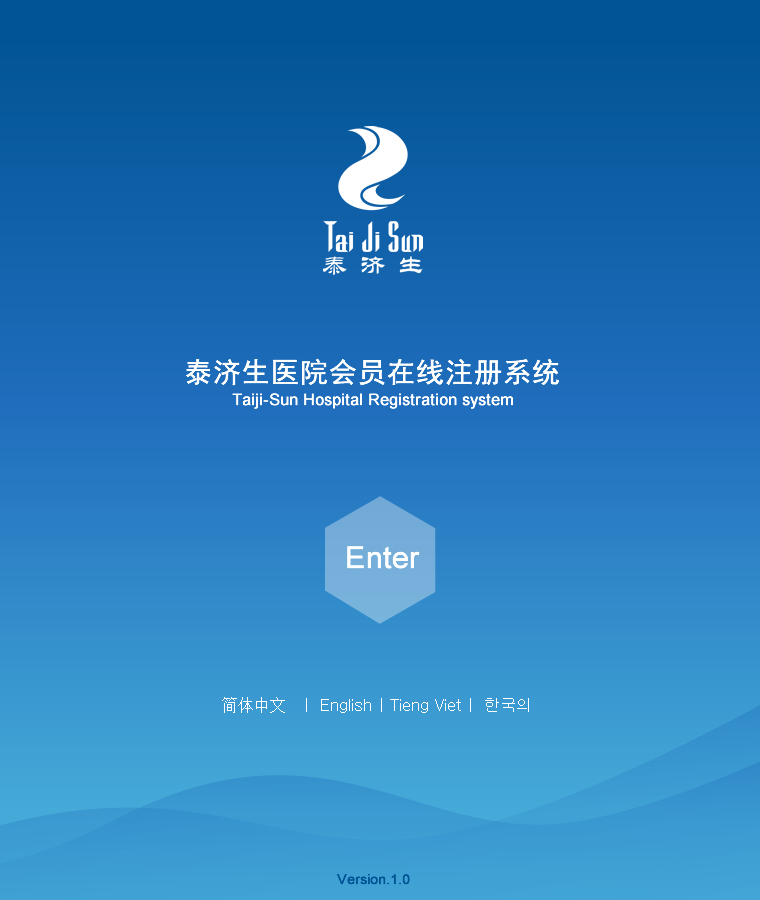 Tai Ji Sun
泰济生
泰济生医院会员在线注册系统
Taiji-Sun Hospital Registration system
Enter
简体中文 | English | Tieng Viet | 한국의
Version.1.0